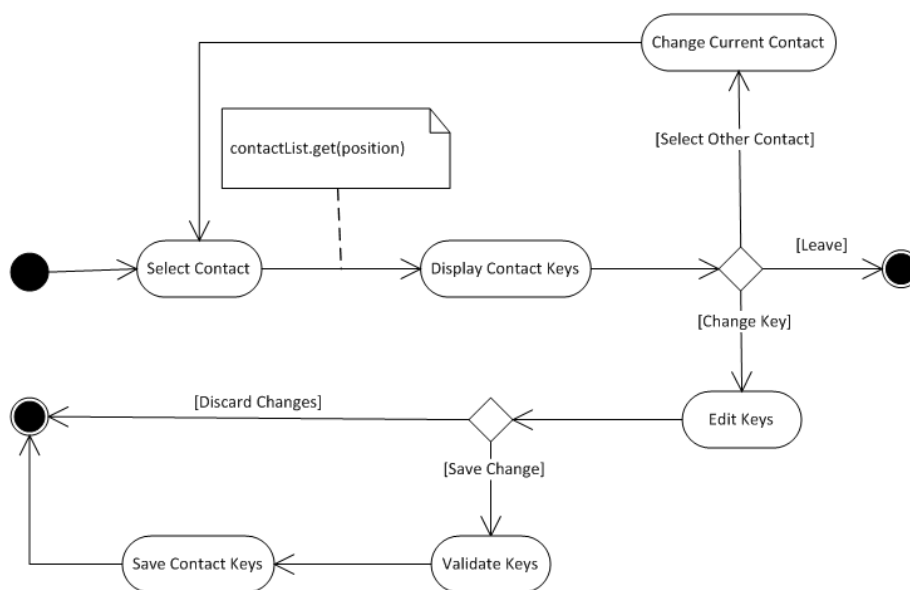 Change Current Contact
contactList.get(position)
[Select Other Contact]
Select Contact
Display Contact Keys
[Leave]
[Change Key]
[Discard Changes]
Edit Keys
[Save Change]
Save Contact Keys
Validate Keys